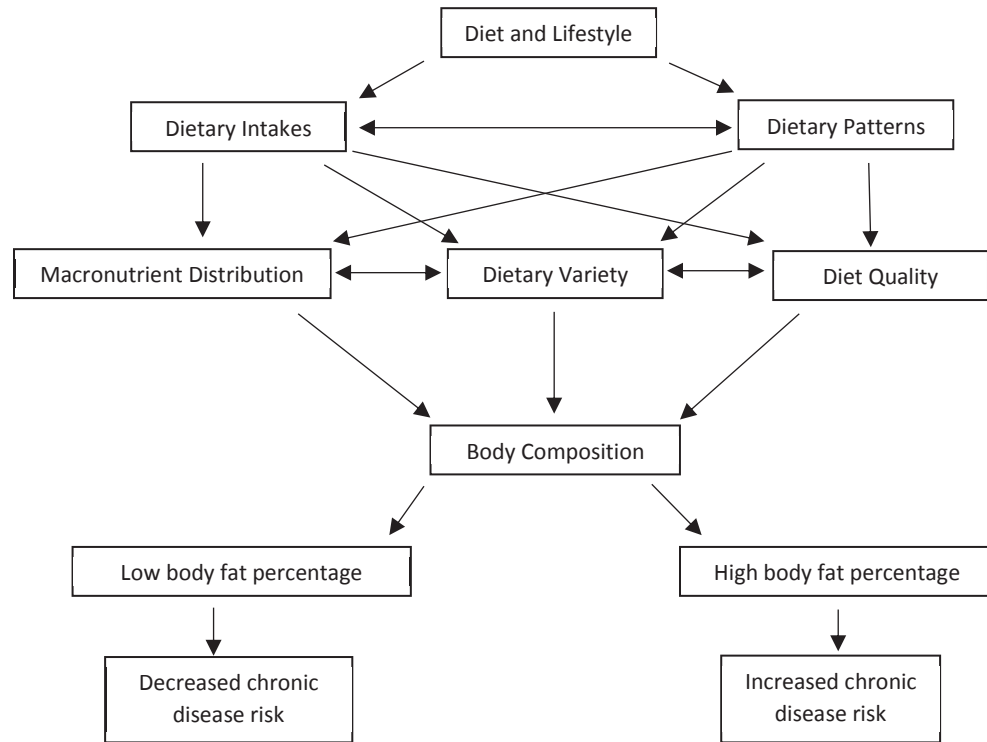 Diet and Lifestyle
Dietary Intakes
Dietary Patterns
Macronutrient Distribution
Dietary Variety
Diet Quality
Body Composition
Low body fat percentage
High body fat percentage
Decreased chronic
disease risk
Increased chronic
disease risk